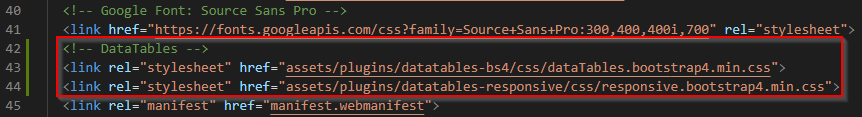 40 <!-- Google Font: Source Sans Pro -->
41 <link href="https://fonts.googleapis.com/css?family=Source+Sans+Pro:300,400,400i,700" rel="stylesheet">
42 <!-- DataTables -->
43 <link rel="stylesheet" href="assets/plugins/datatables-bs4/css/dataTables.bootstrap4.min.css">
44 <link rel="stylesheet" href="assets/plugins/datatables-responsive/css/responsive.bootstrap4.min.css">
45 <link rel="manifest" href="manifest.webmanifest">